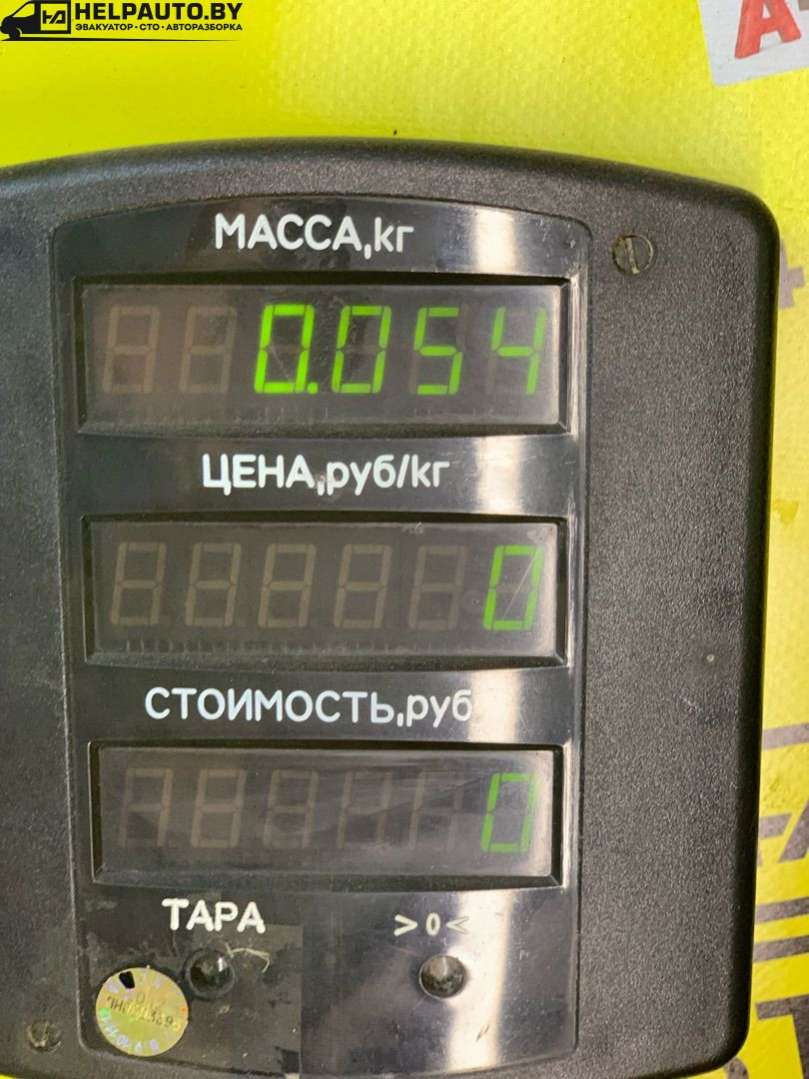 HELPAUTO.BY
ЭВАКУАТОР•СТО•АВТОРАЗБОРКА
МАССА,кг
0.054
ЦЕНА,руб/кг
0
СТОИМОСТЬ,руб
0
ТАРА >0<